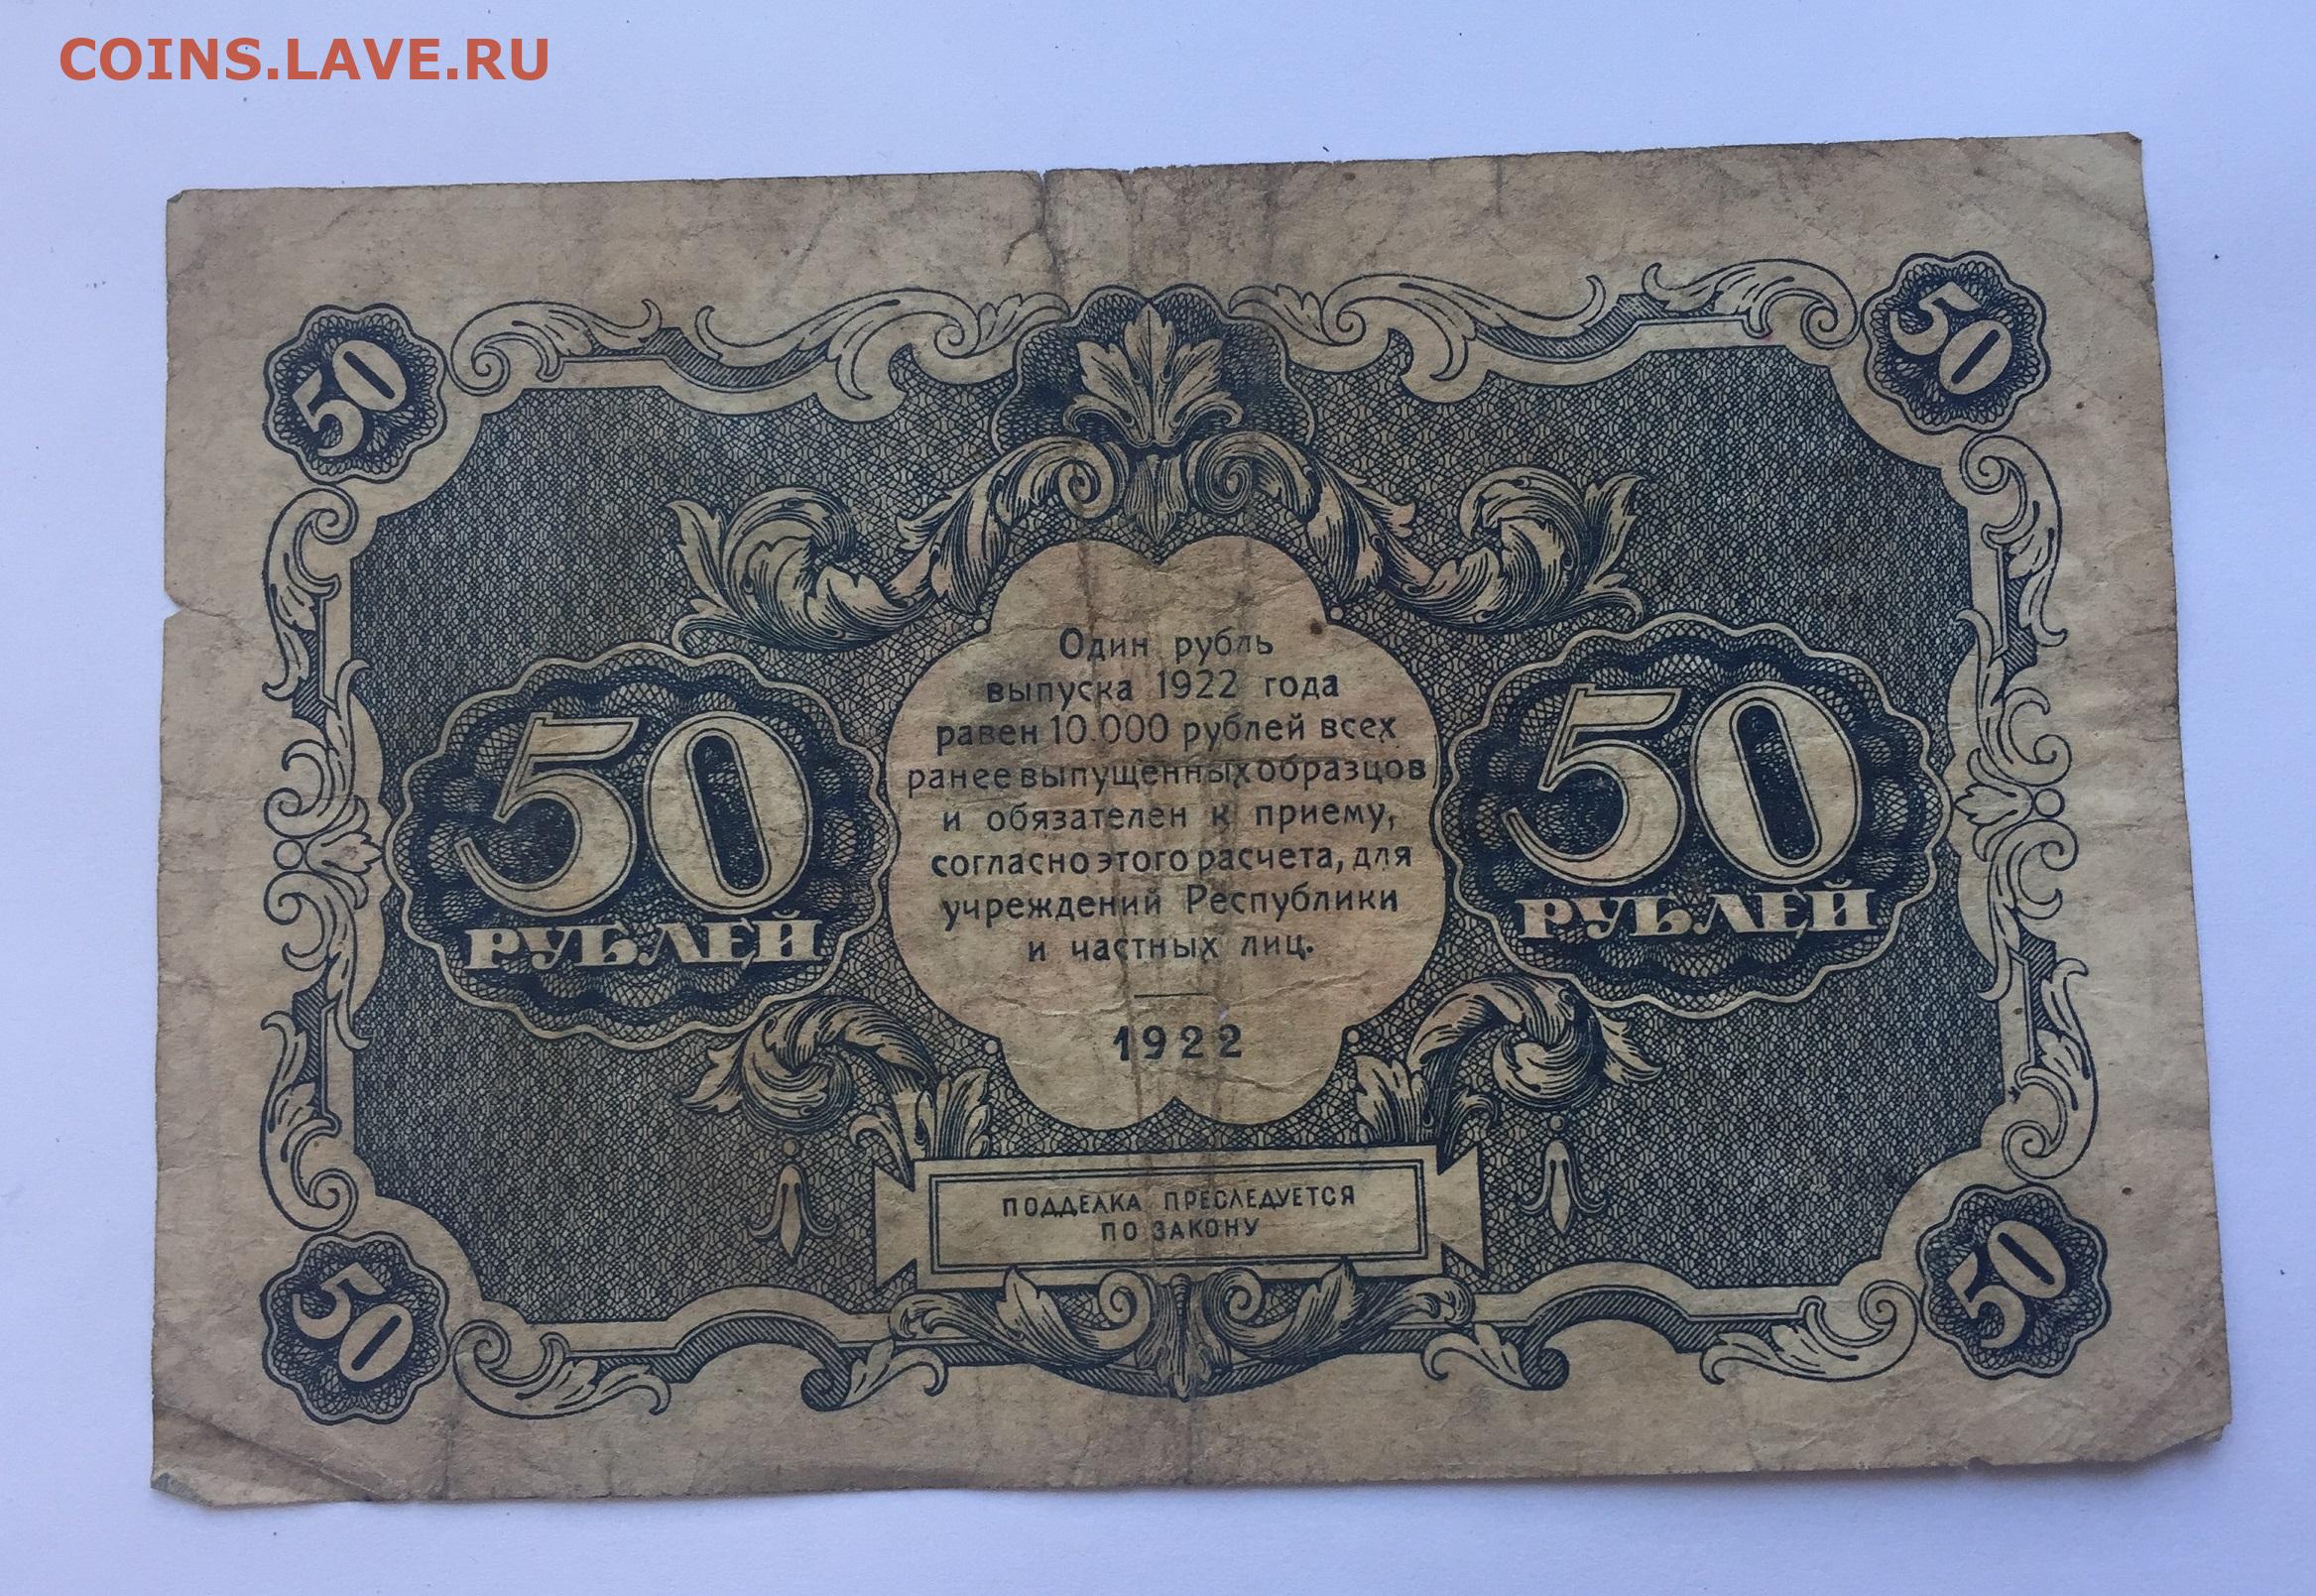 COINS.LAVE.RU
50 50
Один рубль
выпуска 1922 года
равен 10.000 рублей всех
ранее выпущенных образцов
и обязателен к приему,
согласно этого расчета, для
учреждений Республики
и частных лиц.
1922
50 РУБЛЕЙ
50 РУБЛЕЙ
ПОДДЕЛКА ПРЕСЛЕДУЕТСЯ
ПО ЗАКОНУ
50 50